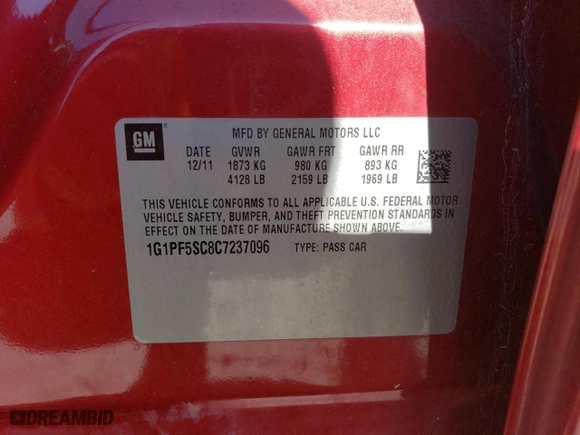 GM
MFD BY GENERAL MOTORS LLC
DATE GVWR GAWR FRT GAWR RR
12/11 1873 KG 980 KG 893 KG
4128 LB 2159 LB 1969 LB
THIS VEHICLE CONFORMS TO ALL APPLICABLE U.S. FEDERAL MOTOR
VEHICLE SAFETY, BUMPER, AND THEFT PREVENTION STANDARDS IN
EFFECT ON THE DATE OF MANUFACTURE SHOWN ABOVE.
1G1PF5SC8C7237096 TYPE: PASS CAR
DREAMBID